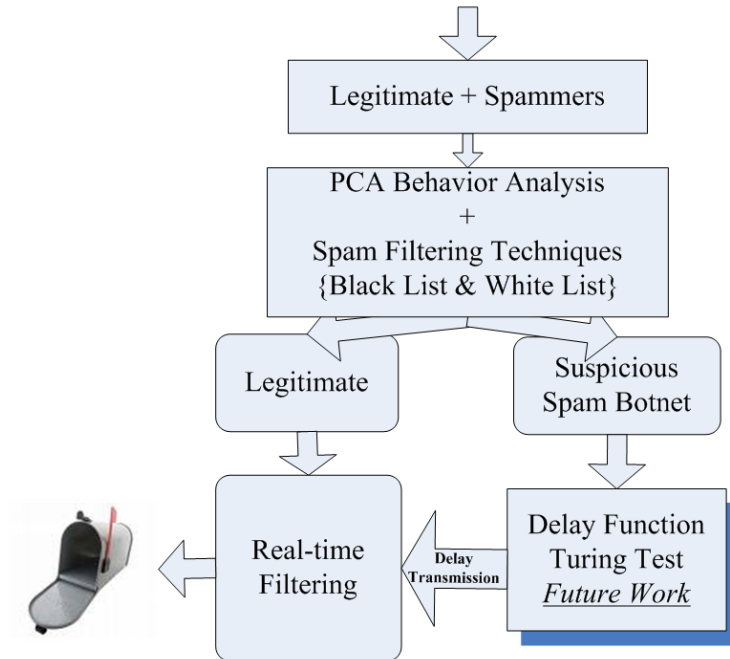 Legitimate + Spammers
PCA Behavior Analysis
+
Spam Filtering Techniques
{Black List & White List}
Legitimate
Suspicious
Spam Botnet
Real-time
Filtering
Delay
Transmission
Delay Function
Turing Test
Future Work